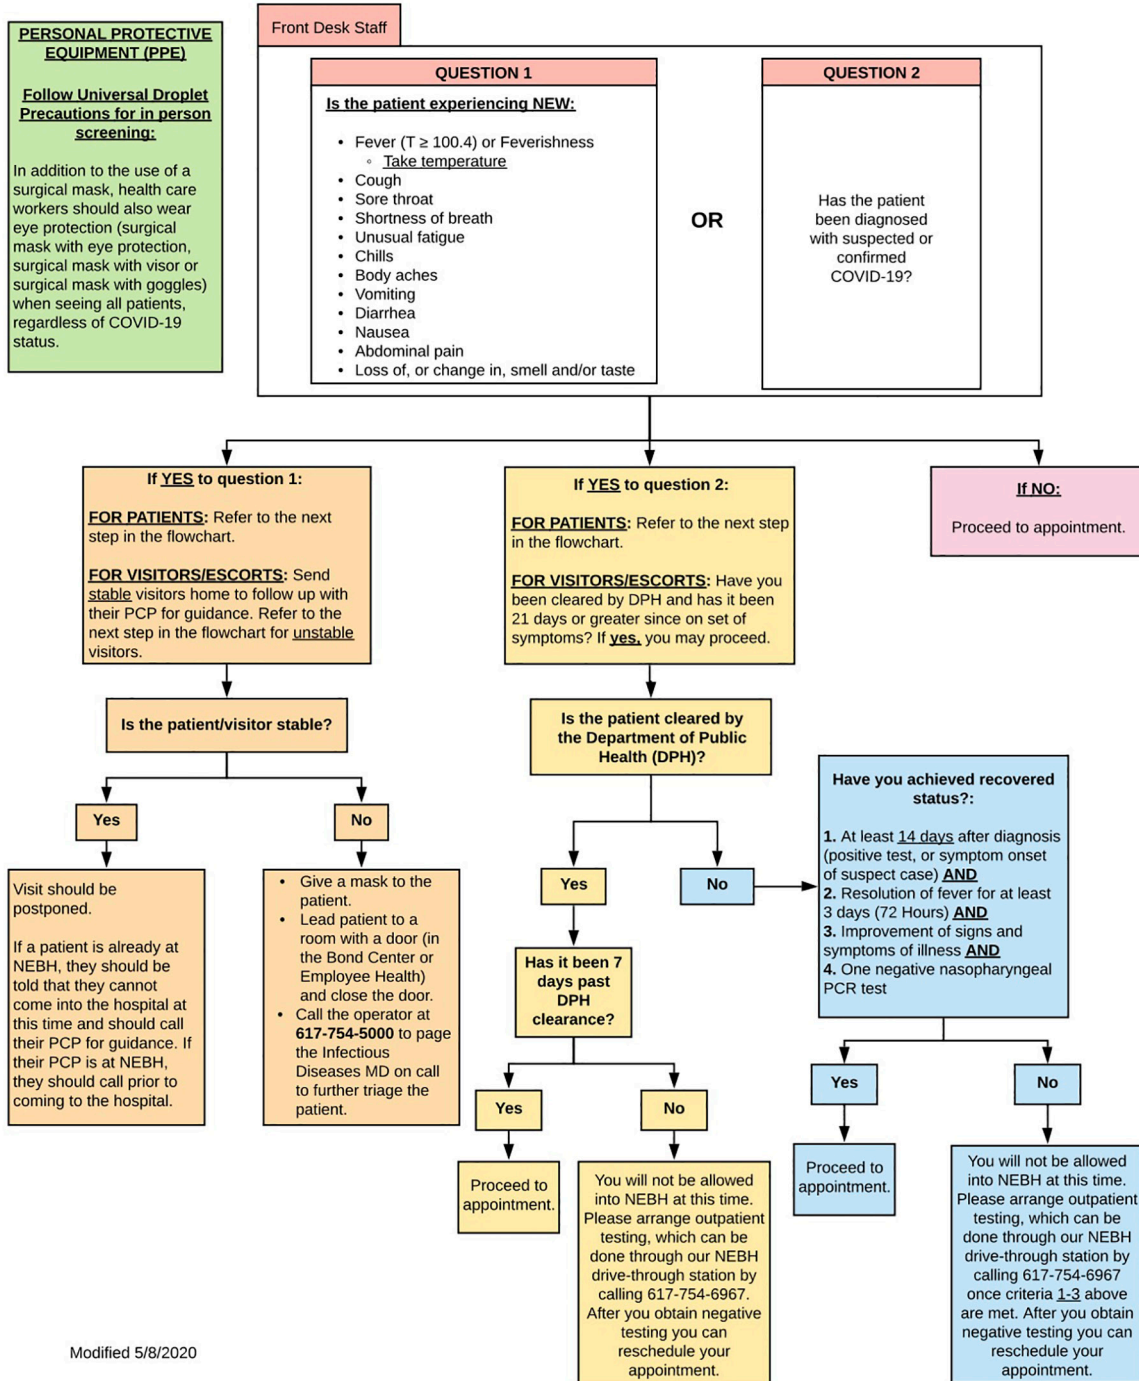 PERSONAL PROTECTIVE
EQUIPMENT (PPE)
Follow Universal Droplet
Precautions for in person
screening:
In addition to the use of a
surgical mask, health care
workers should also wear
eye protection (surgical
mask with eye protection,
surgical mask with visor or
surgical mask with goggles)
when seeing all patients,
regardless of COVID-19
status.
Front Desk Staff
QUESTION 1
Is the patient experiencing NEW:
• Fever (T ≥ 100.4) or Feverishness
◦ Take temperature
• Cough
• Sore throat
• Shortness of breath
• Unusual fatigue
• Chills
• Body aches
• Vomiting
• Diarrhea
• Nausea
• Abdominal pain
• Loss of, or change in, smell and/or taste
OR
QUESTION 2
Has the patient
been diagnosed
with suspected or
confirmed
COVID-19?
If YES to question 1:
FOR PATIENTS: Refer to the next
step in the flowchart.
FOR VISITORS/ESCORTS: Send
stable visitors home to follow up with
their PCP for guidance. Refer to the
next step in the flowchart for unstable
visitors.
If YES to question 2:
FOR PATIENTS: Refer to the next step
in the flowchart.
FOR VISITORS/ESCORTS: Have you
been cleared by DPH and has it been
21 days or greater since on set of
symptoms? If yes, you may proceed.
If NO:
Proceed to appointment.
Is the patient/visitor stable?
Yes
No
Visit should be
postponed.
If a patient is already at
NEBH, they should be
told that they cannot
come into the hospital at
this time and should call
their PCP for guidance. If
their PCP is at NEBH,
they should call prior to
coming to the hospital.
• Give a mask to the
patient.
• Lead patient to a
room with a door (in
the Bond Center or
Employee Health)
and close the door.
• Call the operator at
617-754-5000 to page
the Infectious
Diseases MD on call
to further triage the
patient.
Is the patient cleared by
the Department of Public
Health (DPH)?
Yes
No
Has it been 7
days past
DPH
clearance?
Yes
No
Proceed to
appointment.
You will not be allowed
into NEBH at this time.
Please arrange outpatient
testing, which can be
done through our NEBH
drive-through station by
calling 617-754-6967.
After you obtain negative
testing you can
reschedule your
appointment.
Have you achieved recovered
status?:
1. At least 14 days after diagnosis
(positive test, or symptom onset
of suspect case) AND
2. Resolution of fever for at least
3 days (72 Hours) AND
3. Improvement of signs and
symptoms of illness AND
4. One negative nasopharyngeal
PCR test
Yes
No
Proceed to
appointment.
You will not be allowed
into NEBH at this time.
Please arrange outpatient
testing, which can be
done through our NEBH
drive-through station by
calling 617-754-6967
once criteria 1-3 above
are met. After you obtain
negative testing you can
reschedule your
appointment.
Modified 5/8/2020